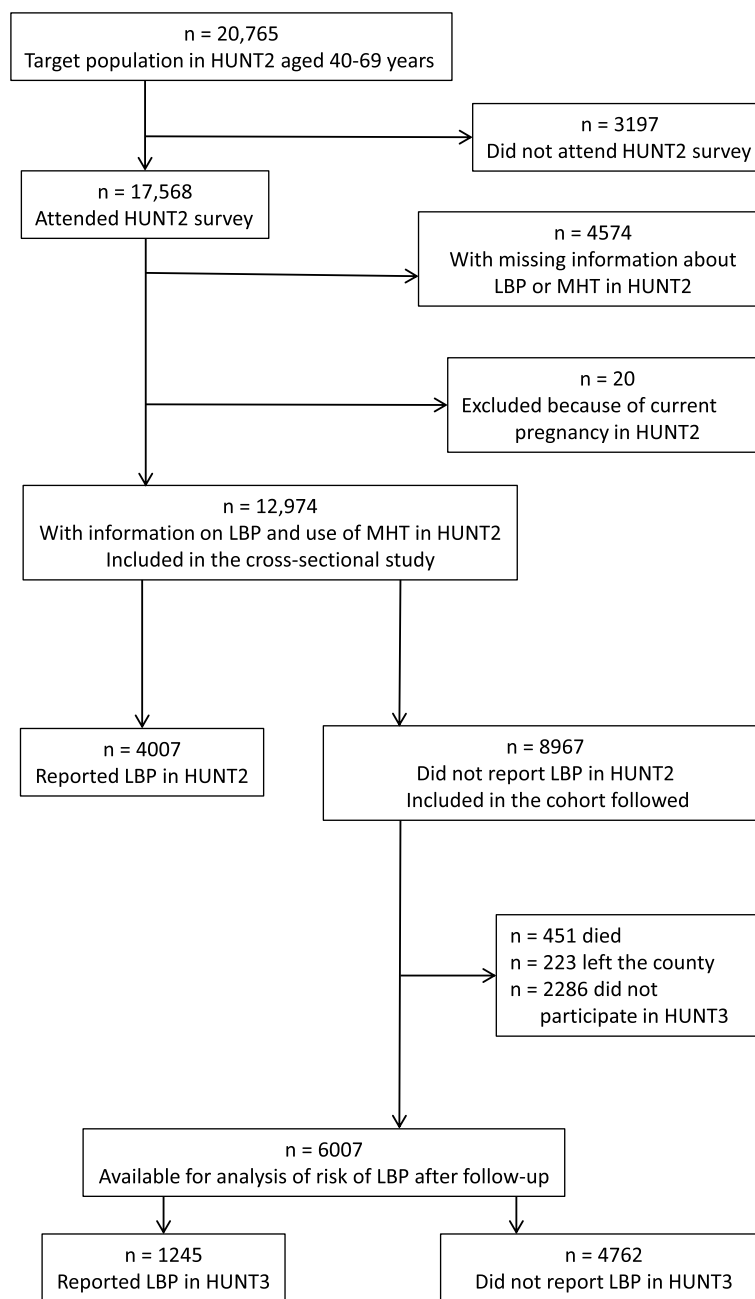 n = 20,765
Target population in HUNT2 aged 40-69 years
n = 3197
Did not attend HUNT2 survey
n = 17,568
Attended HUNT2 survey
n = 4574
With missing information about
LBP or MHT in HUNT2
n = 20
Excluded because of current
pregnancy in HUNT2
n = 12,974
With information on LBP and use of MHT in HUNT2
Included in the cross-sectional study
n = 4007
Reported LBP in HUNT2
n = 8967
Did not report LBP in HUNT2
Included in the cohort followed
n = 451 died
n = 223 left the county
n = 2286 did not
participate in HUNT3
n = 6007
Available for analysis of risk of LBP after follow-up
n = 1245
Reported LBP in HUNT3
n = 4762
Did not report LBP in HUNT3